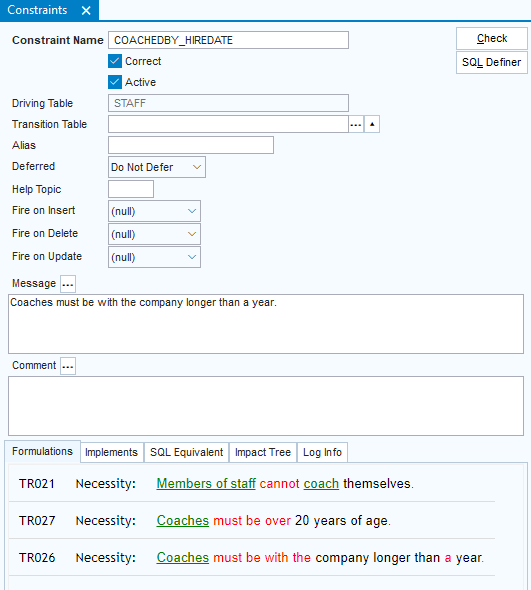 Constraints
Constraint Name COACHEDBY_HIREDATE Check
Correct SQL Definer
Active
Driving Table STAFF
Transition Table
Alias
Deferred Do Not Defer
Help Topic
Fire on Insert (null)
Fire on Delete (null)
Fire on Update (null)
Message ...
Coaches must be with the company longer than a year.
Comment ...
Formulations Implements SQL Equivalent Impact Tree Log Info
TR021 Necessity: Members of staff cannot coach themselves.
TR027 Necessity: Coaches must be over 20 years of age.
TR026 Necessity: Coaches must be with the company longer than a year.